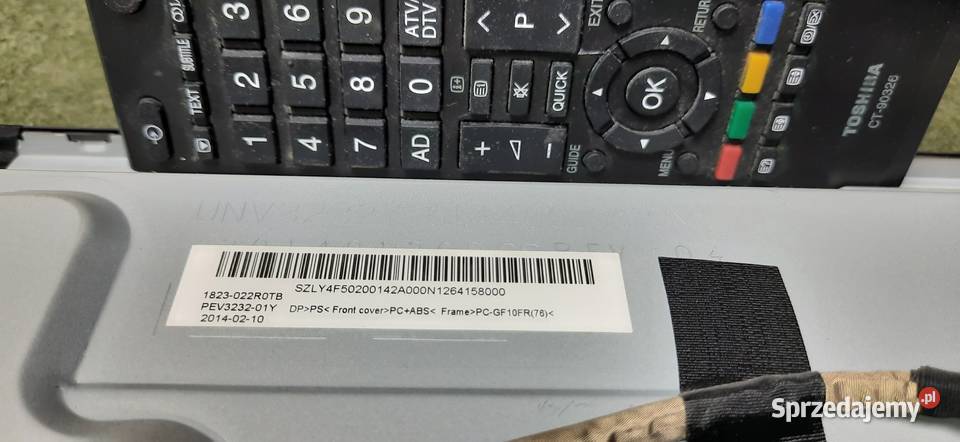 3
6
9
ATV/
DTV
P
EXIT
RETUR
SUBTITLE
2
5
8
0
QUICK
OK
TEXT
1
4
7
AD
+
-
GUIDE
MENU
TOSHIBA
CT-90326
SZLY4F50200142A000N1264158000
1823-022R0TB
PEV3232-01Y
2014-02-10
DP>PS< Front cover>PC+ABS< Frame>PC-GF10FR(76)<
Sprzedajemy.pl